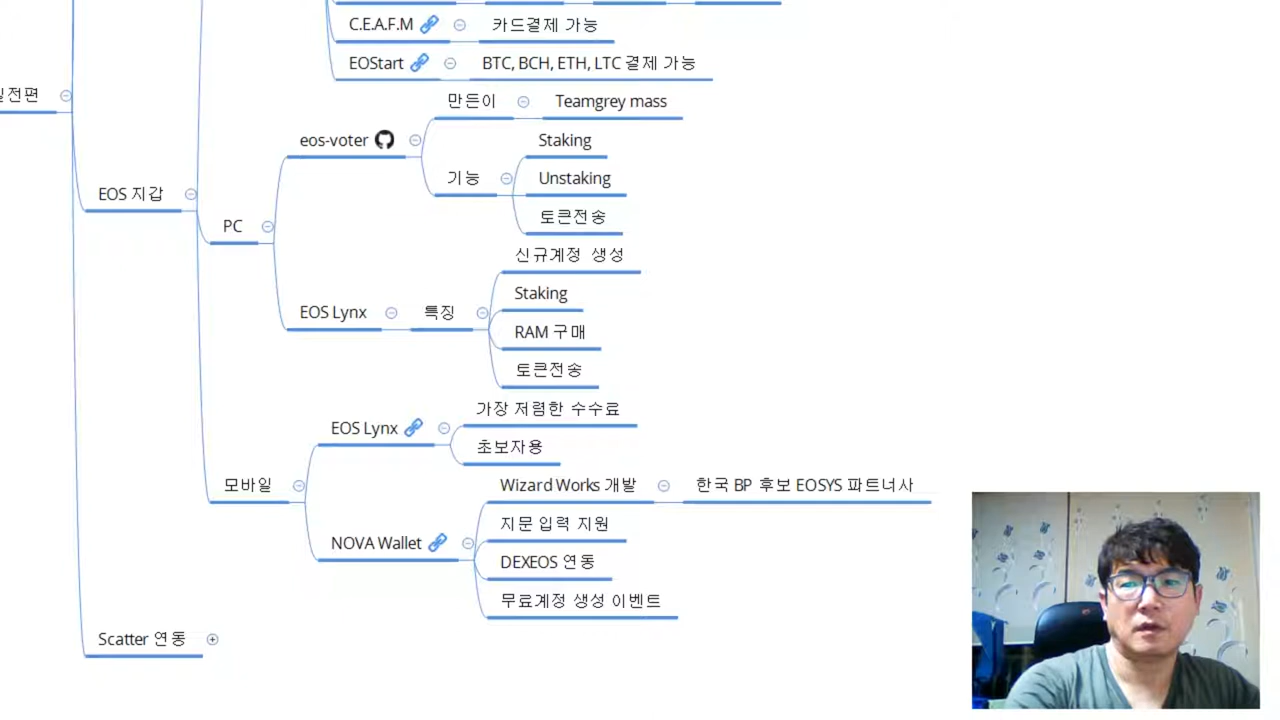 C.E.A.F.M
카드결제 가능
EOStart
BTC, BCH, ETH, LTC 결제 가능
전편
만든이
Teamgrey mass
eos-voter
Staking
기능
Unstaking
EOS 지갑
토큰전송
PC
신규계정 생성
Staking
EOS Lynx
특징
RAM 구매
토큰전송
가장 저렴한 수수료
EOS Lynx
초보자용
모바일
Wizard Works 개발
한국 BP 후보 EOSYS 파트너사
지문 입력 지원
NOVA Wallet
DEXEOS 연동
무료계정 생성 이벤트
Scatter 연동